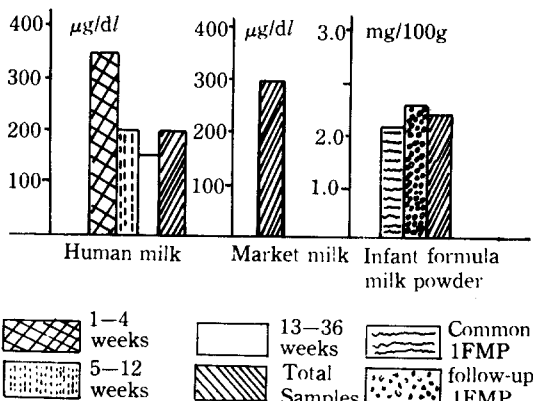 400 μg/dl
300
200
100
Human milk
400 μg/dl
300
200
100
Market milk
3.0 mg/100g
2.0
1.0
Infant formula
milk powder
1—4
weeks
5—12
weeks
13—36
weeks
Total
Samples
Common
1FMP
follow-up
1FMP